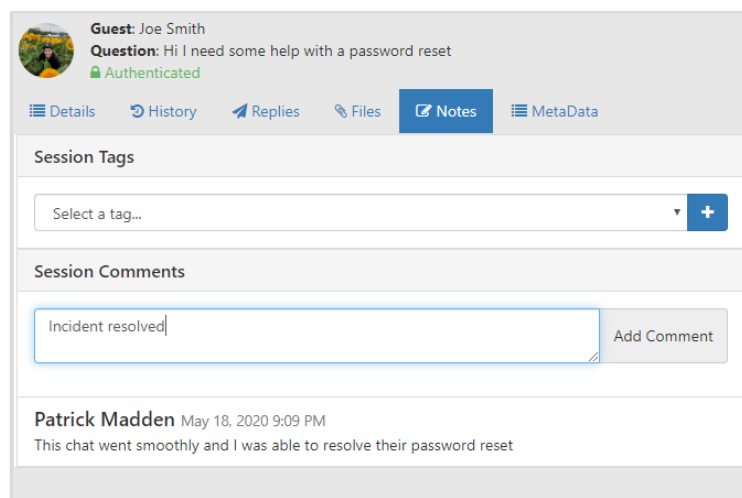 Guest: Joe Smith
Question: Hi I need some help with a password reset
Authenticated
Details History Replies Files Notes MetaData
Session Tags
Select a tag...
Session Comments
Incident resolved
Add Comment
Patrick Madden May 18, 2020 9:09 PM
This chat went smoothly and I was able to resolve their password reset